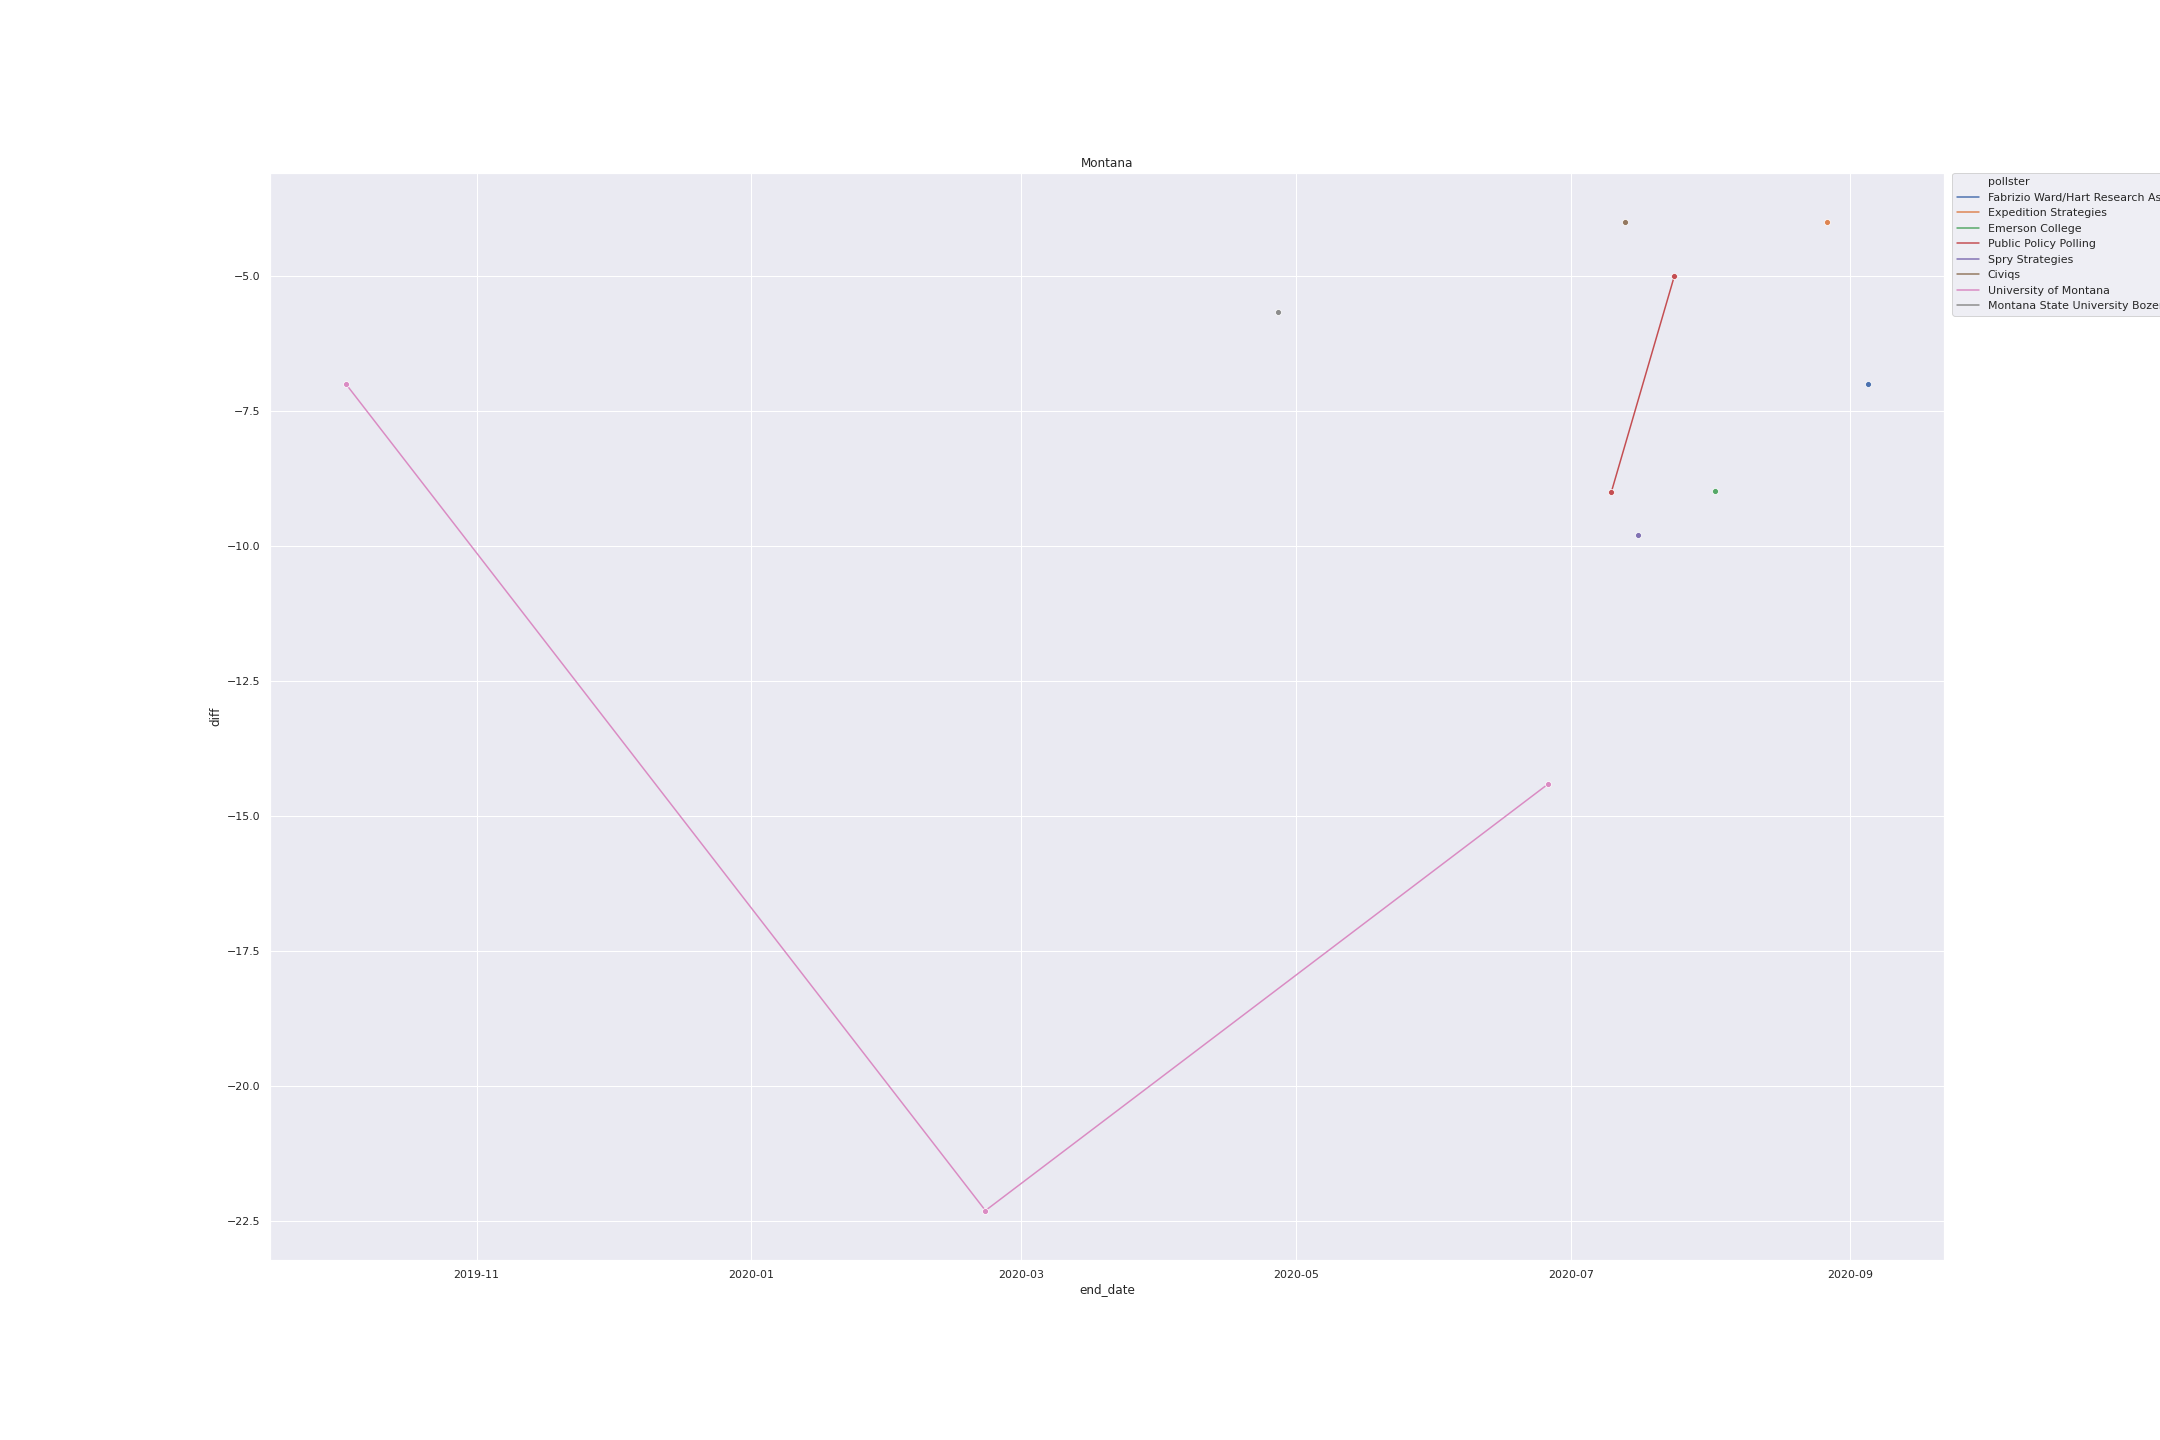 Montana
pollster
Fabrizio Ward/Hart Research
Expedition Strategies
Emerson College
Public Policy Polling
Spry Strategies
Civiqs
University of Montana
Montana State University
−5.0
−7.5
−10.0
−12.5
−15.0
−17.5
−20.0
−22.5
diff
2019-11
2020-01
2020-03
2020-05
2020-07
2020-09
end_date